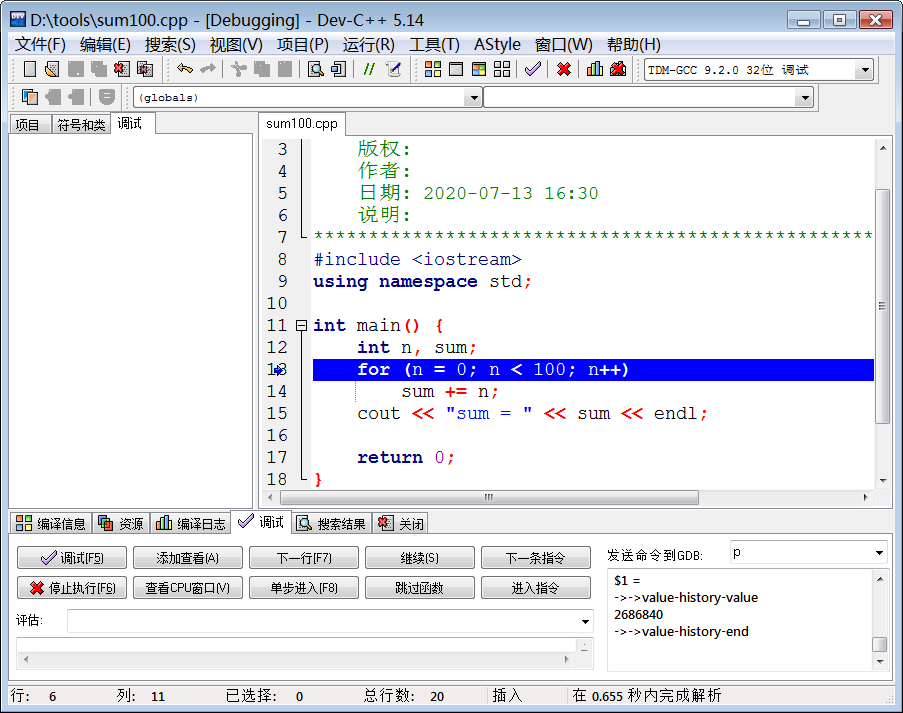 D:\tools\sum100.cpp - [Debugging] - Dev-C++ 5.14
文件(F) 编辑(E) 搜索(S) 视图(V) 项目(P) 运行(R) 工具(T) AStyle 窗口(W) 帮助(H)
TDM-GCC 9.2.0 32位 调试
(globals)
项目 符号和类 调试
sum100.cpp
3 版权:
4 作者:
5 日期: 2020-07-13 16:30
6 说明:
7 ***************************************************
8 #include <iostream>
9 using namespace std;
10
11 int main() {
12 int n, sum;
13 for (n = 0; n < 100; n++)
14 sum += n;
15 cout << "sum = " << sum << endl;
16
17 return 0;
18 }
编译信息 资源 编译日志 调试 搜索结果 关闭
调试(F5) 添加查看(A) 下一行(F7) 继续(S) 下一条指令 发送命令到GDB: p
停止执行(F6) 查看CPU窗口(V) 单步进入(F8) 跳过函数 进入指令
评估:
$1 =
->->value-history-value
2686840
->->value-history-end
行: 6 列: 11 已选择: 0 总行数: 20 插入 在 0.655 秒内完成解析